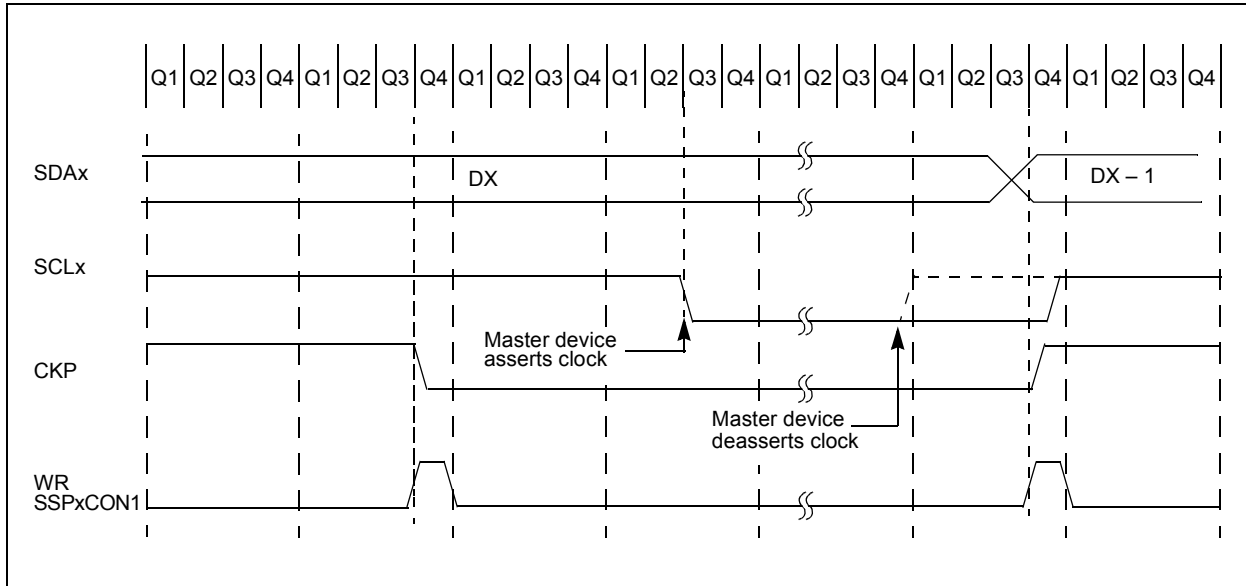 Q1 Q2 Q3 Q4 Q1 Q2 Q3 Q4 Q1 Q2 Q3 Q4 Q1 Q2 Q3 Q4 Q1 Q2 Q3 Q4 Q1 Q2 Q3 Q4 Q1 Q2 Q3 Q4
SDAx
DX
DX – 1
SCLx
Master device
asserts clock
CKP
Master device
deasserts clock
WR
SSPxCON1